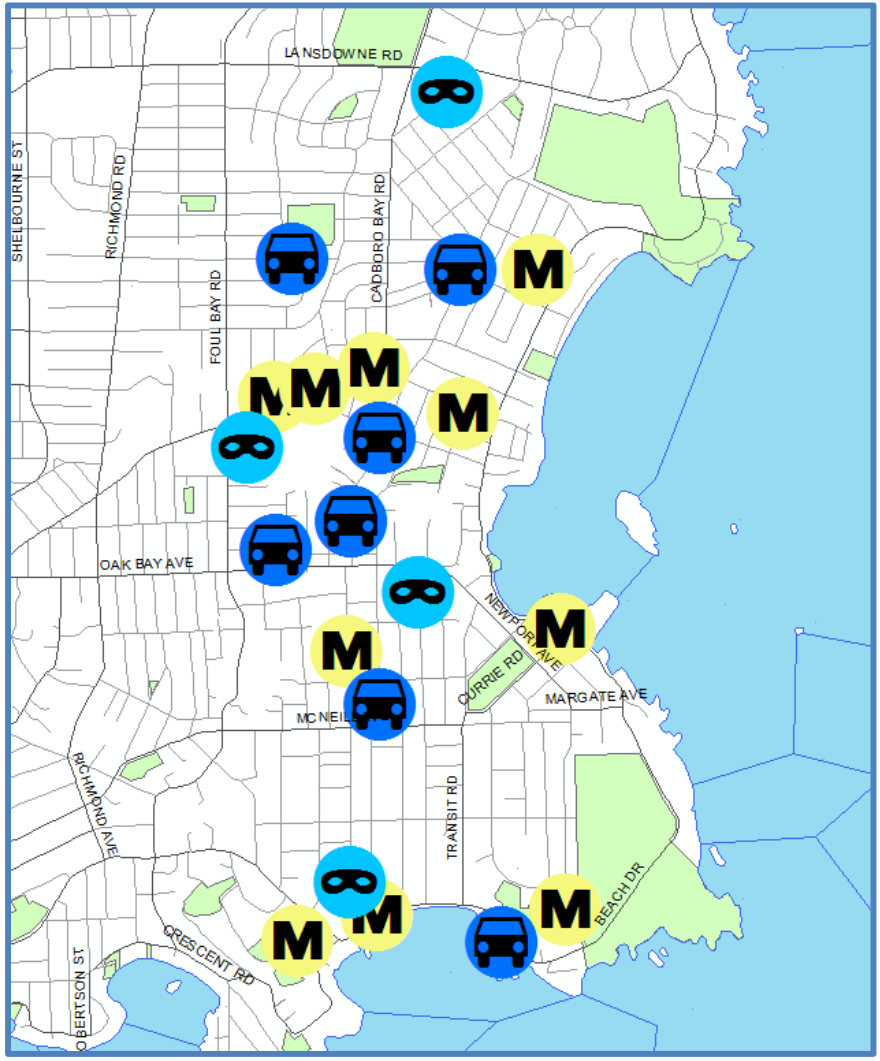 LANSDOWNE RD
SHELBOURNE ST
RICHMOND RD
CADBORO BAY RD
FOUL BAY RD
M
M
M
M
M
OAK BAY AVE
NEWPORT AVE
M
M
CURRIE RD
MARGATE AVE
MCNEILL
RICHMOND AVE
TRANSIT RD
BEACH DR
M
M
M
CRESCENT RD
OBERTSON ST